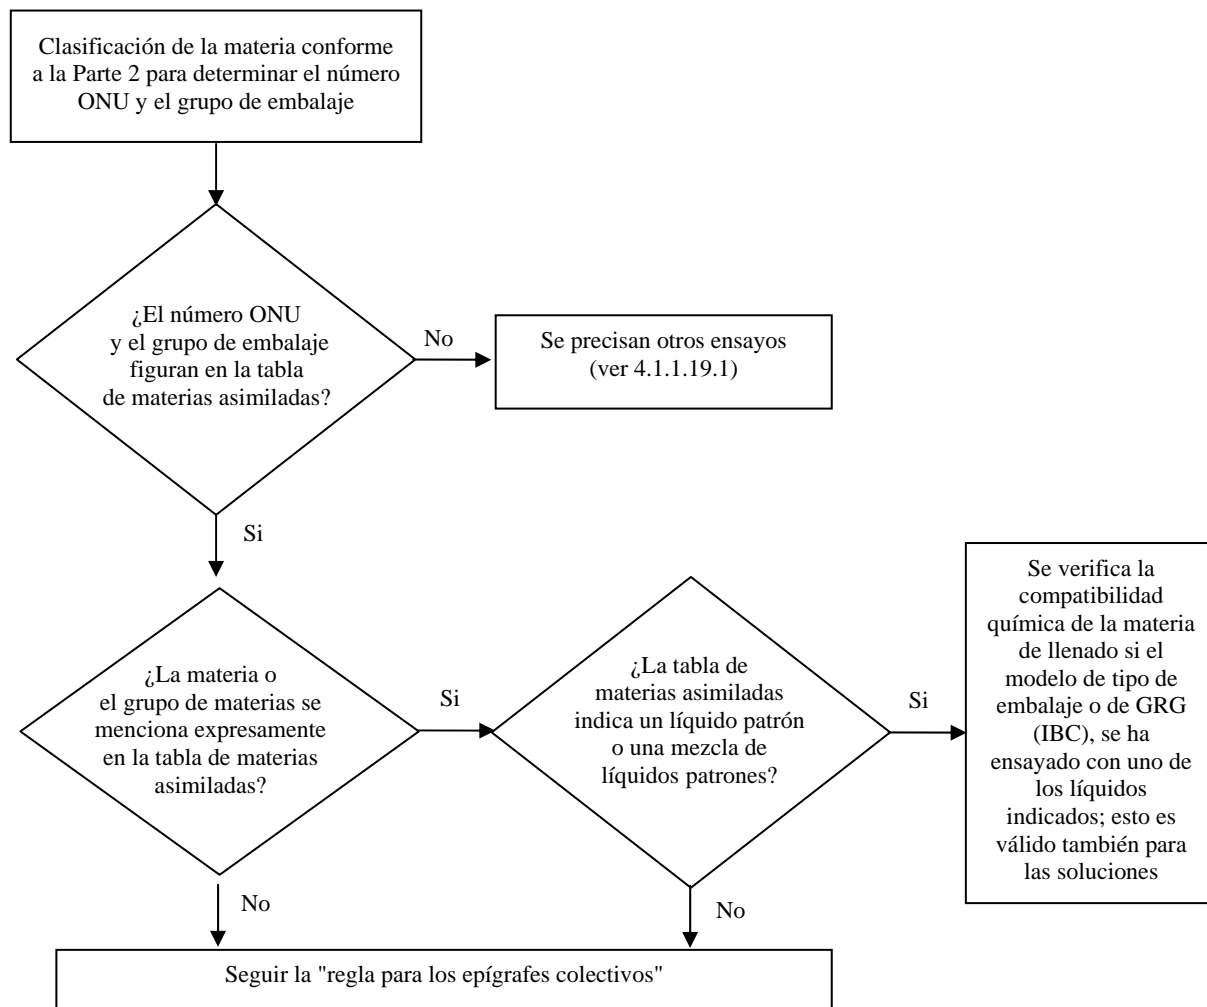 Clasificación de la materia conforme
a la Parte 2 para determinar el número
ONU y el grupo de embalaje
¿El número ONU
y el grupo de embalaje
figuran en la tabla
de materias asimiladas?
No
Se precisan otros ensayos
(ver 4.1.1.19.1)
Si
¿La materia o
el grupo de materias se
menciona expresamente
en la tabla de materias
asimiladas?
Si
¿La tabla de
materias asimiladas
indica un líquido patrón
o una mezcla de
líquidos patrones?
Si
Se verifica la
compatibilidad
química de la materia
de llenado si el
modelo de tipo de
embalaje o de GRG
(IBC), se ha
ensayado con uno de
los líquidos
indicados; esto es
válido también para
las soluciones
No
No
Seguir la "regla para los epígrafes colectivos"